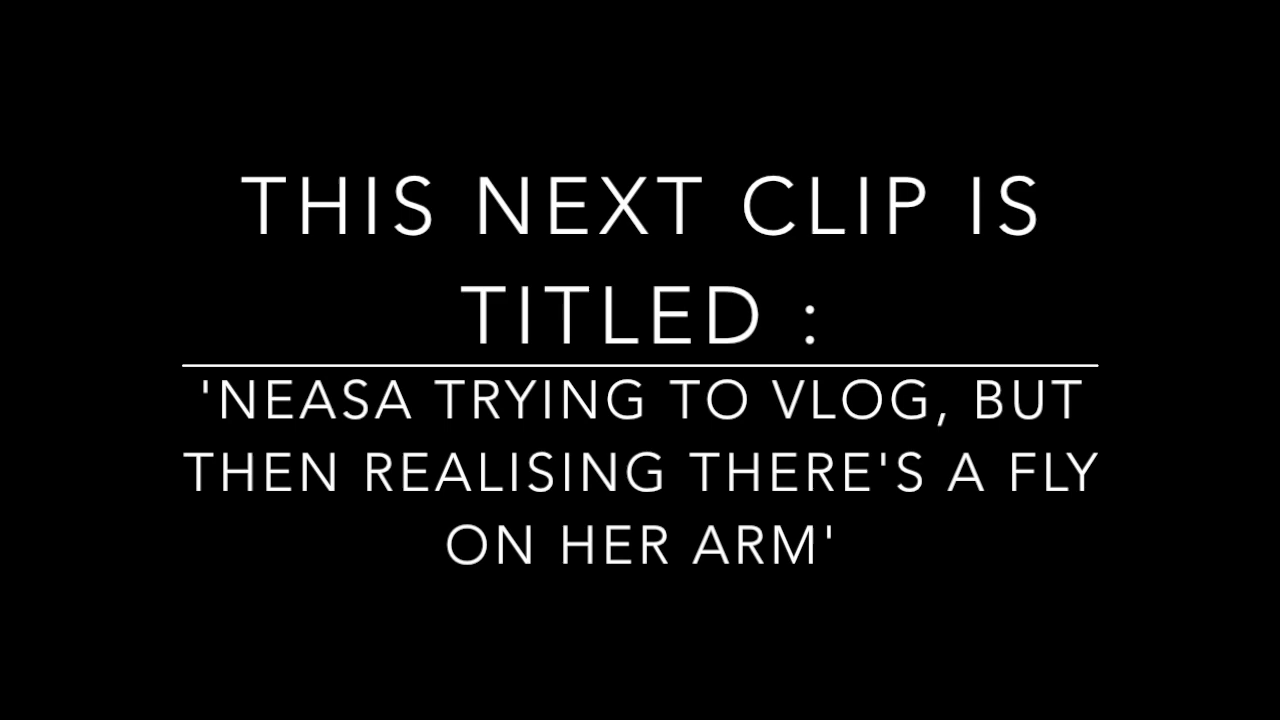 THIS NEXT CLIP IS
TITLED :
'NEASA TRYING TO VLOG, BUT
THEN REALISING THERE'S A FLY
ON HER ARM'